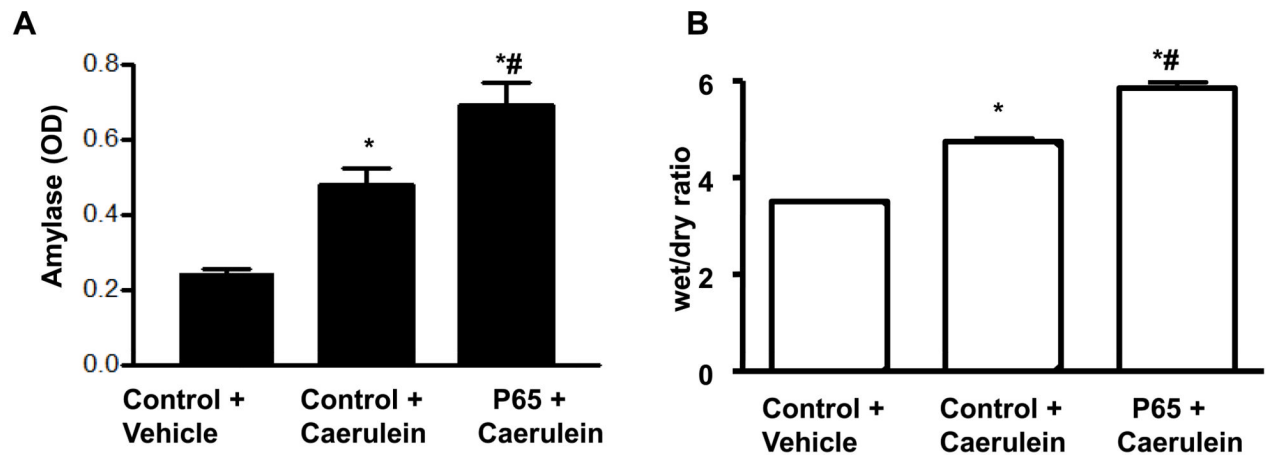 A
Amylase (OD)
0.8
0.6
0.4
0.2
0.0
*
*#
Control +
Vehicle
Control +
Caerulein
P65 +
Caerulein
B
wet/dry ratio
6
4
2
0
*
*#
Control +
Vehicle
Control +
Caerulein
P65 +
Caerulein